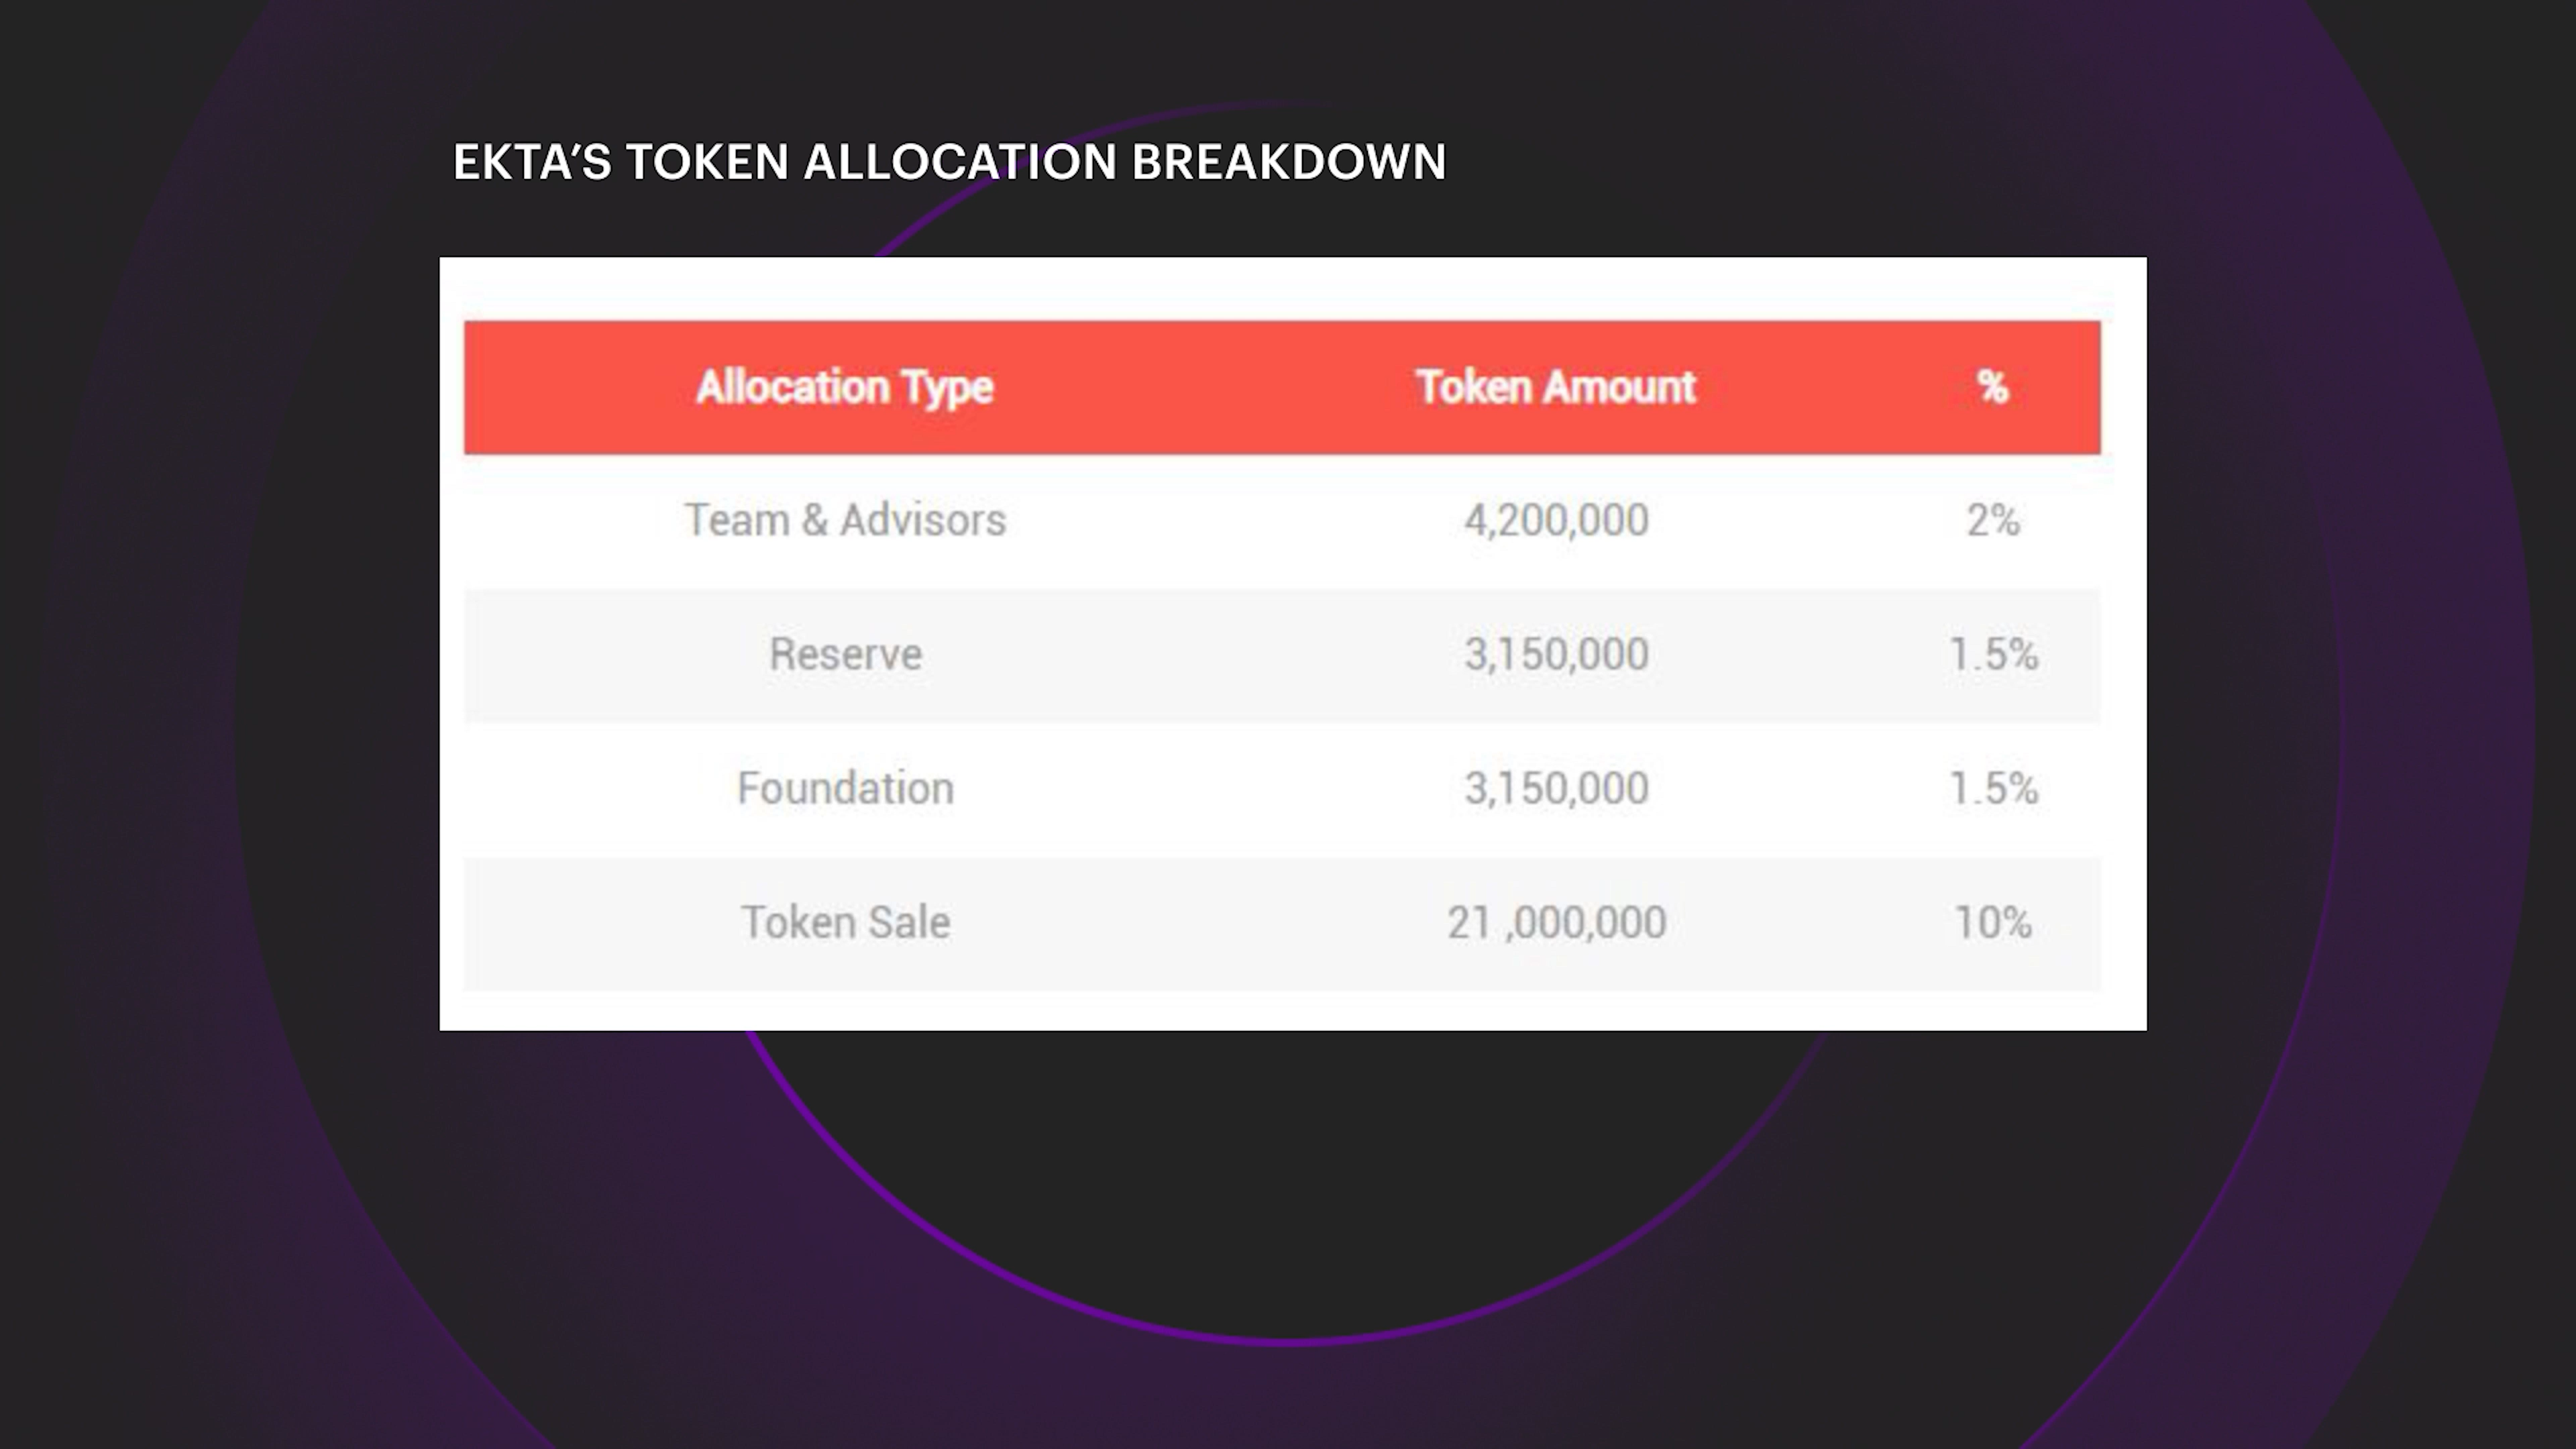 EKTA’S TOKEN ALLOCATION BREAKDOWN
Allocation Type Token Amount %
Team & Advisors 4,200,000 2%
Reserve 3,150,000 1.5%
Foundation 3,150,000 1.5%
Token Sale 21 ,000,000 10%